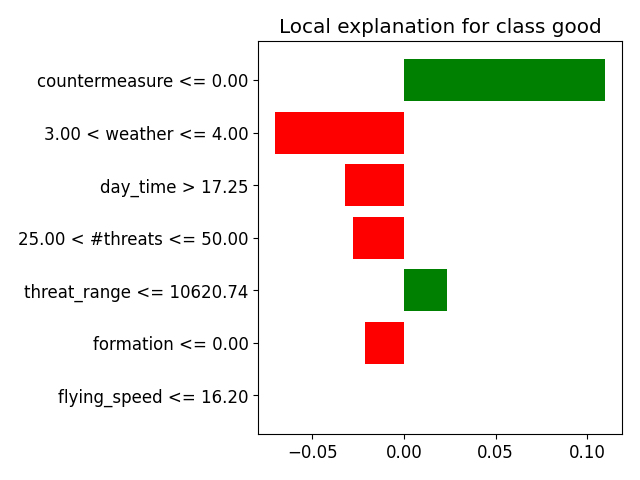 Local explanation for class good
countermeasure <= 0.00
3.00 < weather <= 4.00
day_time > 17.25
25.00 < #threats <= 50.00
threat_range <= 10620.74
formation <= 0.00
flying_speed <= 16.20
−0.05 0.00 0.05 0.10